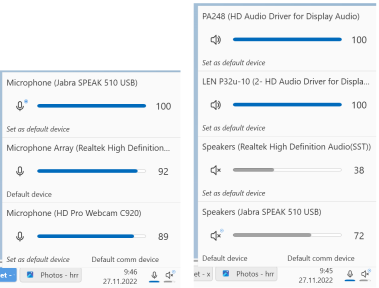 Microphone (Jabra SPEAK 510 USB)
100
Set as default device
Microphone Array (Realtek High Definition...
92
Default device
Microphone (HD Pro Webcam C920)
89
Set as default device Default comm device
et - Photos - hrr 9:46
27.11.2022
PA248 (HD Audio Driver for Display Audio)
100
Set as default device
LEN P32u-10 (2- HD Audio Driver for Displa...
100
Set as default device
Speakers (Realtek High Definition Audio(SST))
38
Set as default device
Speakers (Jabra SPEAK 510 USB)
72
Default device Default comm device
et - x Photos - hrr 9:45
27.11.2022